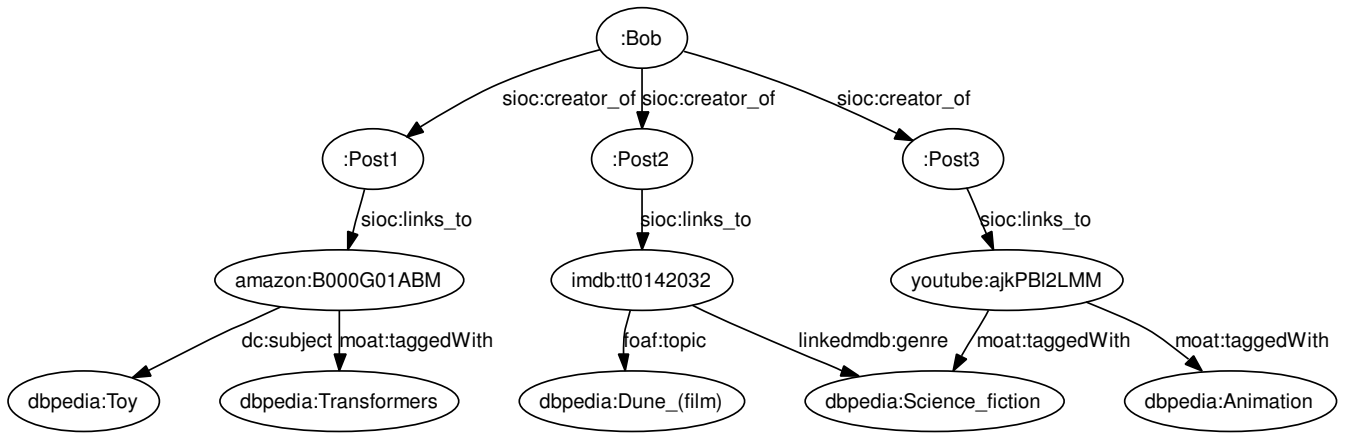 :Bob
sioc:creator_of
sioc:creator_of
sioc:creator_of
:Post1
:Post2
:Post3
sioc:links_to
sioc:links_to
sioc:links_to
amazon:B000G01ABM
imdb:tt0142032
youtube:ajkPBl2LMM
dc:subject
moat:taggedWith
foaf:topic
linkedmdb:genre
moat:taggedWith
moat:taggedWith
dbpedia:Toy
dbpedia:Transformers
dbpedia:Dune_(film)
dbpedia:Science_fiction
dbpedia:Animation